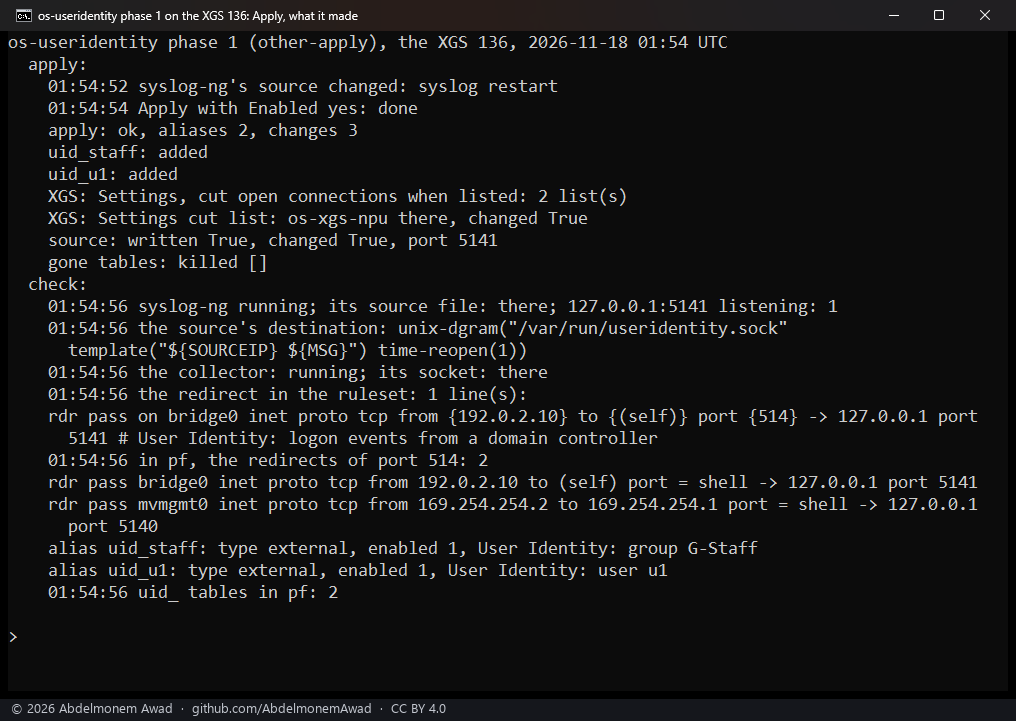 os-useridentity phase 1 on the XGS 136: Apply, what it made
os-useridentity phase 1 (other-apply), the XGS 136, 2026-11-18 01:54 UTC
apply:
01:54:52 syslog-ng's source changed: syslog restart
01:54:54 Apply with Enabled yes: done
apply: ok, aliases 2, changes 3
uid_staff: added
uid_u1: added
XGS: Settings, cut open connections when listed: 2 list(s)
XGS: Settings cut list: os-xgs-npu there, changed True
source: written True, changed True, port 5141
gone tables: killed []
check:
01:54:56 syslog-ng running; its source file: there; 127.0.0.1:5141 listening: 1
01:54:56 the source's destination: unix-dgram("/var/run/useridentity.sock"
template("${SOURCEIP} ${MSG}") time-reopen(1))
01:54:56 the collector: running; its socket: there
01:54:56 the redirect in the ruleset: 1 line(s):
rdr pass on bridge0 inet proto tcp from {192.0.2.10} to {(self)} port {514} -> 127.0.0.1 port
5141 # User Identity: logon events from a domain controller
01:54:56 in pf, the redirects of port 514: 2
rdr pass bridge0 inet proto tcp from 192.0.2.10 to (self) port = shell -> 127.0.0.1 port 5141
rdr pass mvmgmt0 inet proto tcp from 169.254.254.2 to 169.254.254.1 port = shell -> 127.0.0.1
port 5140
alias uid_staff: type external, enabled 1, User Identity: group G-Staff
alias uid_u1: type external, enabled 1, User Identity: user u1
01:54:56 uid_ tables in pf: 2
>
© 2026 Abdelmonem Awad · github.com/AbdelmonemAwad · CC BY 4.0